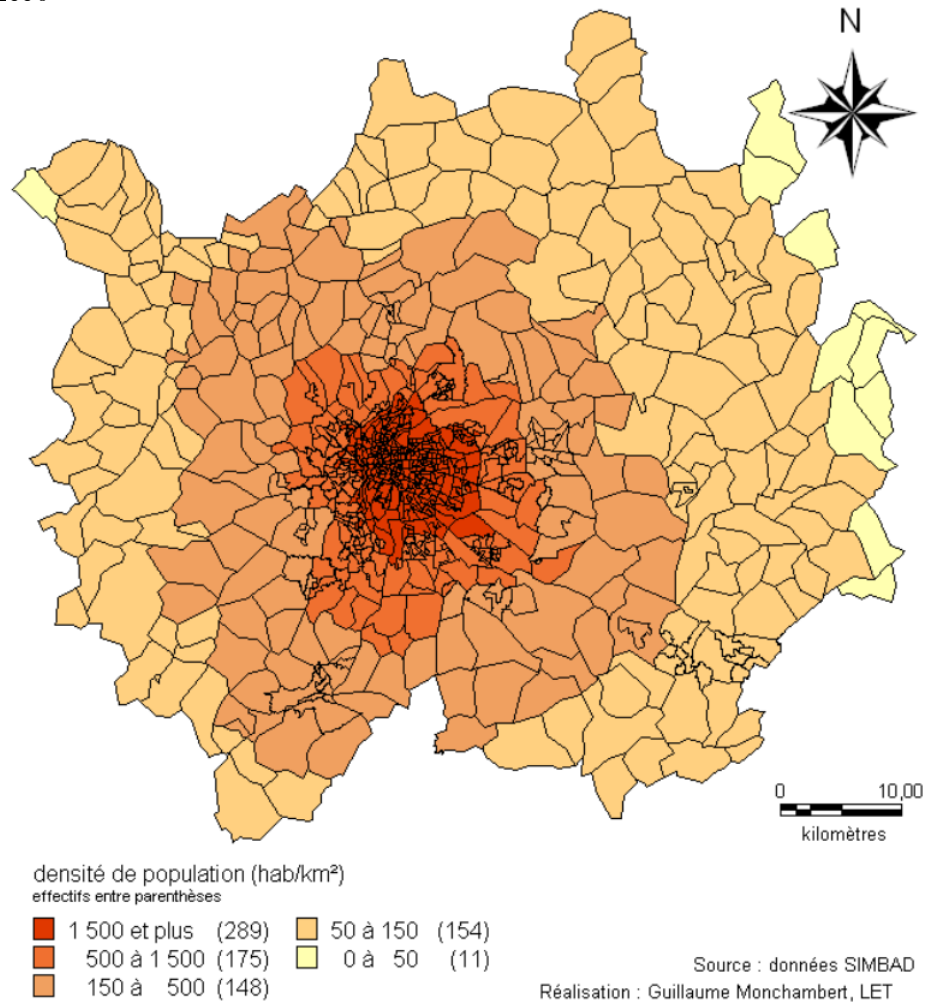 N
0 10,00
kilomètres
densité de population (hab/km²)
effectifs entre parenthèses
1 500 et plus (289)
500 à 1 500 (175)
150 à 500 (148)
50 à 150 (154)
0 à 50 (11)
Source : données SIMBAD
Réalisation : Guillaume Monchambert, LET